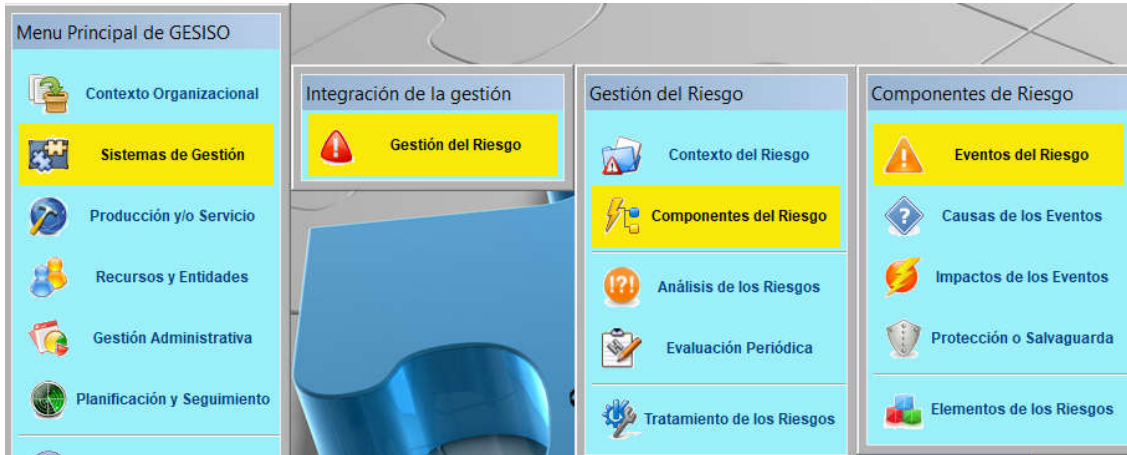 Menu Principal de GESISO
Contexto Organizacional
Sistemas de Gestión
Producción y/o Servicio
Recursos y Entidades
Gestión Administrativa
Planificación y Seguimiento
Integración de la gestión
Gestión del Riesgo
Gestión del Riesgo
Contexto del Riesgo
Componentes del Riesgo
!?!
Análisis de los Riesgos
Evaluación Periódica
Tratamiento de los Riesgos
Componentes de Riesgo
Eventos del Riesgo
?
Causas de los Eventos
Impactos de los Eventos
Protección o Salvaguarda
Elementos de los Riesgos